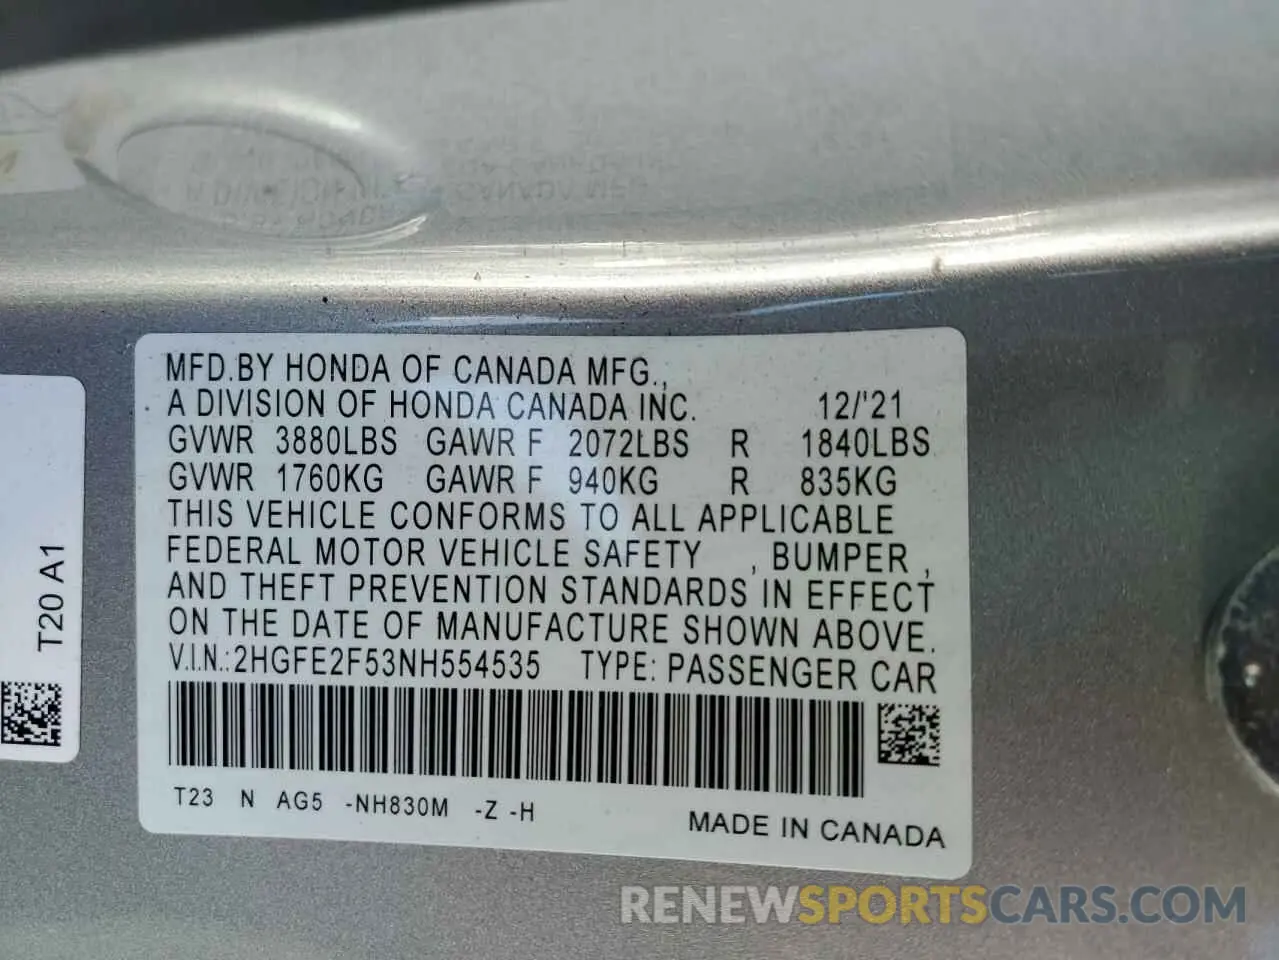 MFD.BY HONDA OF CANADA MFG.,
A DIVISION OF HONDA CANADA INC. 12/'21
GVWR 3880LBS GAWR F 2072LBS R 1840LBS
GVWR 1760KG GAWR F 940KG R 835KG
THIS VEHICLE CONFORMS TO ALL APPLICABLE
FEDERAL MOTOR VEHICLE SAFETY , BUMPER ,
AND THEFT PREVENTION STANDARDS IN EFFECT
ON THE DATE OF MANUFACTURE SHOWN ABOVE.
V.I.N.:2HGFE2F53NH554535 TYPE: PASSENGER CAR
T23 N AG5 -NH830M -Z -H
MADE IN CANADA
T20 A1
RENEWSPORTSCARS.COM